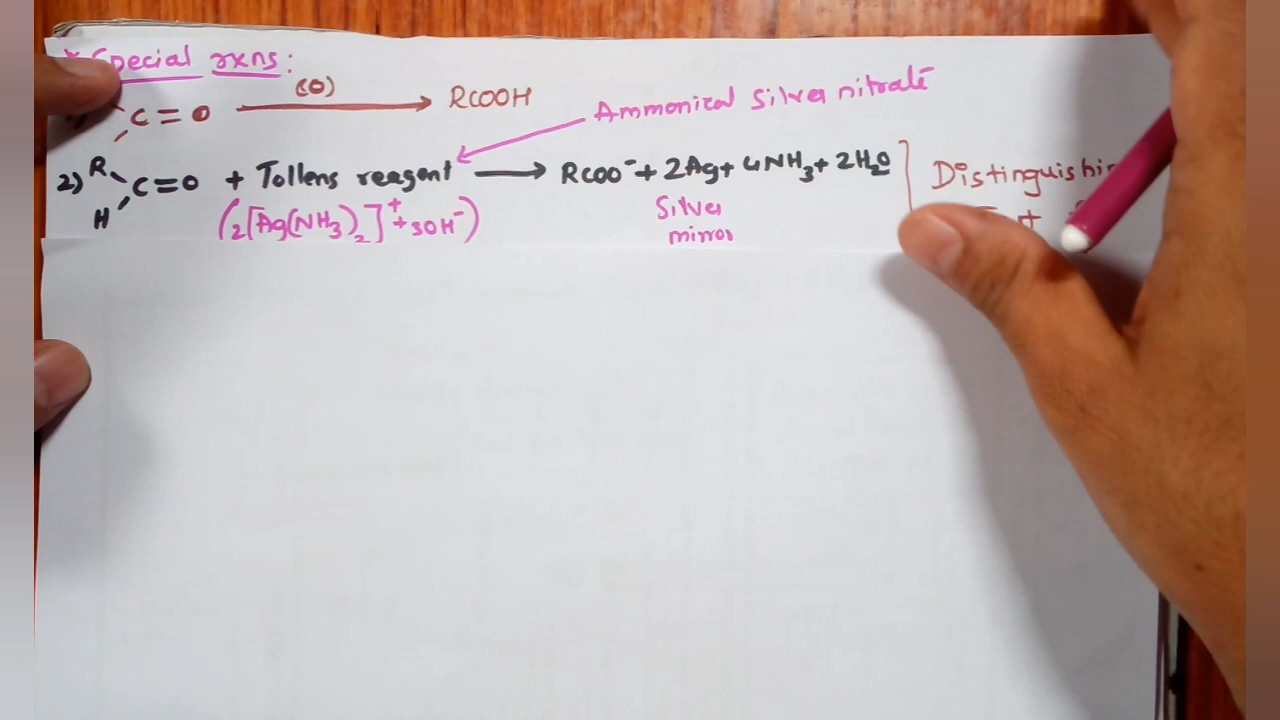 Special rxns:
C=O (O) → RCOOH
Ammonical Silver nitrate
2) R H C=O + Tollens reagent → RCOO⁻ + 2Ag + 4NH₃ + 2H₂O
(2[Ag(NH₃)₂]⁺ + 3OH⁻)
Silver
mirror